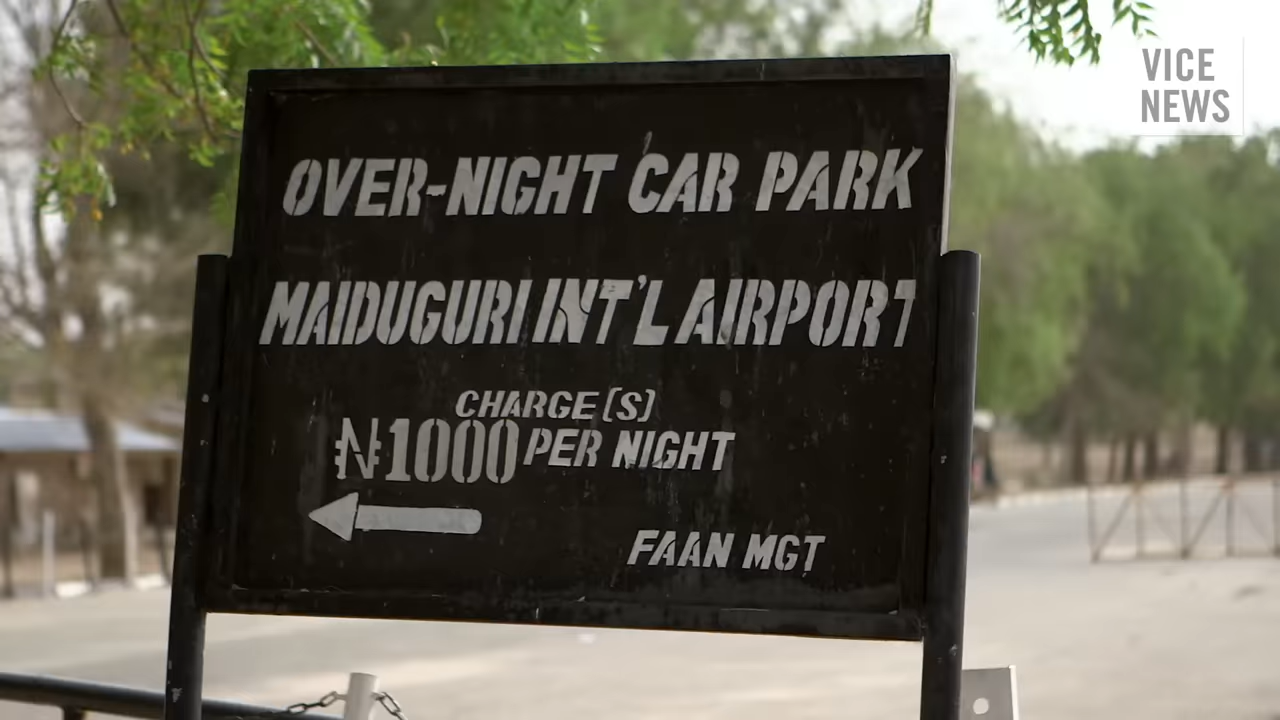 VICE
NEWS
OVER-NIGHT CAR PARK
MAIDUGURI INT'L AIRPORT
CHARGE(S)
₦1000 PER NIGHT
FAAN MGT